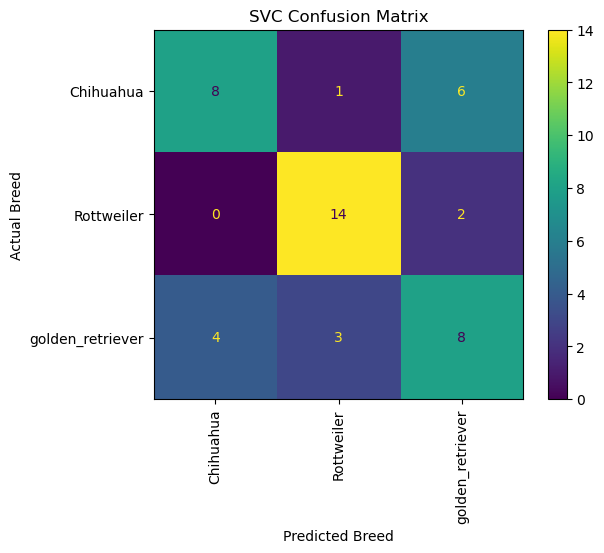 SVC Confusion Matrix
Actual Breed
Chihuahua 8 1 6
Rottweiler 0 14 2
golden_retriever 4 3 8
Chihuahua Rottweiler golden_retriever
Predicted Breed
14
12
10
8
6
4
2
0